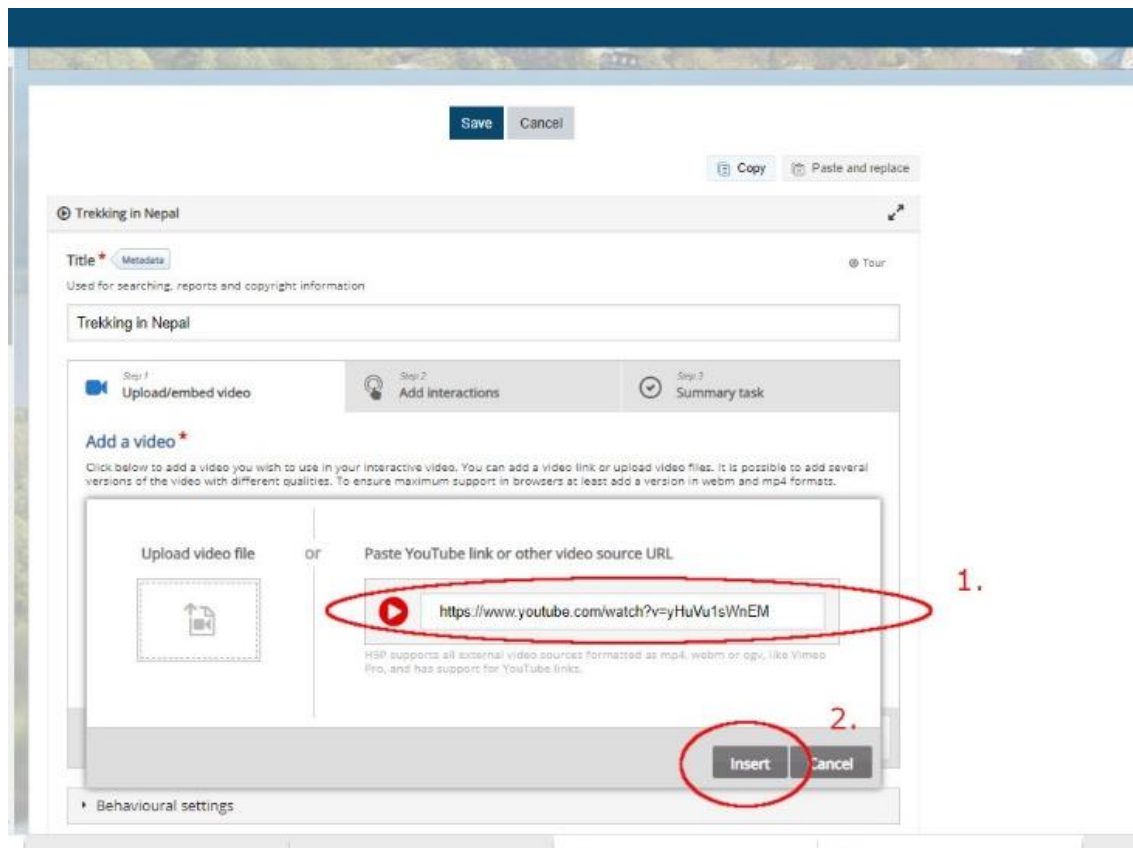 Save Cancel
Copy Paste and replace
Trekking in Nepal
Title * Metadata
Tour
Used for searching, reports and copyright information
Trekking in Nepal
Step 1
Upload/embed video
Step 2
Add interactions
Step 3
Summary task
Add a video *
Click below to add a video you wish to use in your interactive video. You can add a video link or upload video files. It is possible to add several
versions of the video with different qualities. To ensure maximum support in browsers at least add a version in webm and mp4 formats.
Upload video file or Paste YouTube link or other video source URL
1.
https://www.youtube.com/watch?v=yHuVu1sWnEM
H5P supports all external video sources formatted as mp4, webm or ogv, like Vimeo
Pro, and has support for YouTube links.
2.
Insert Cancel
Behavioural settings